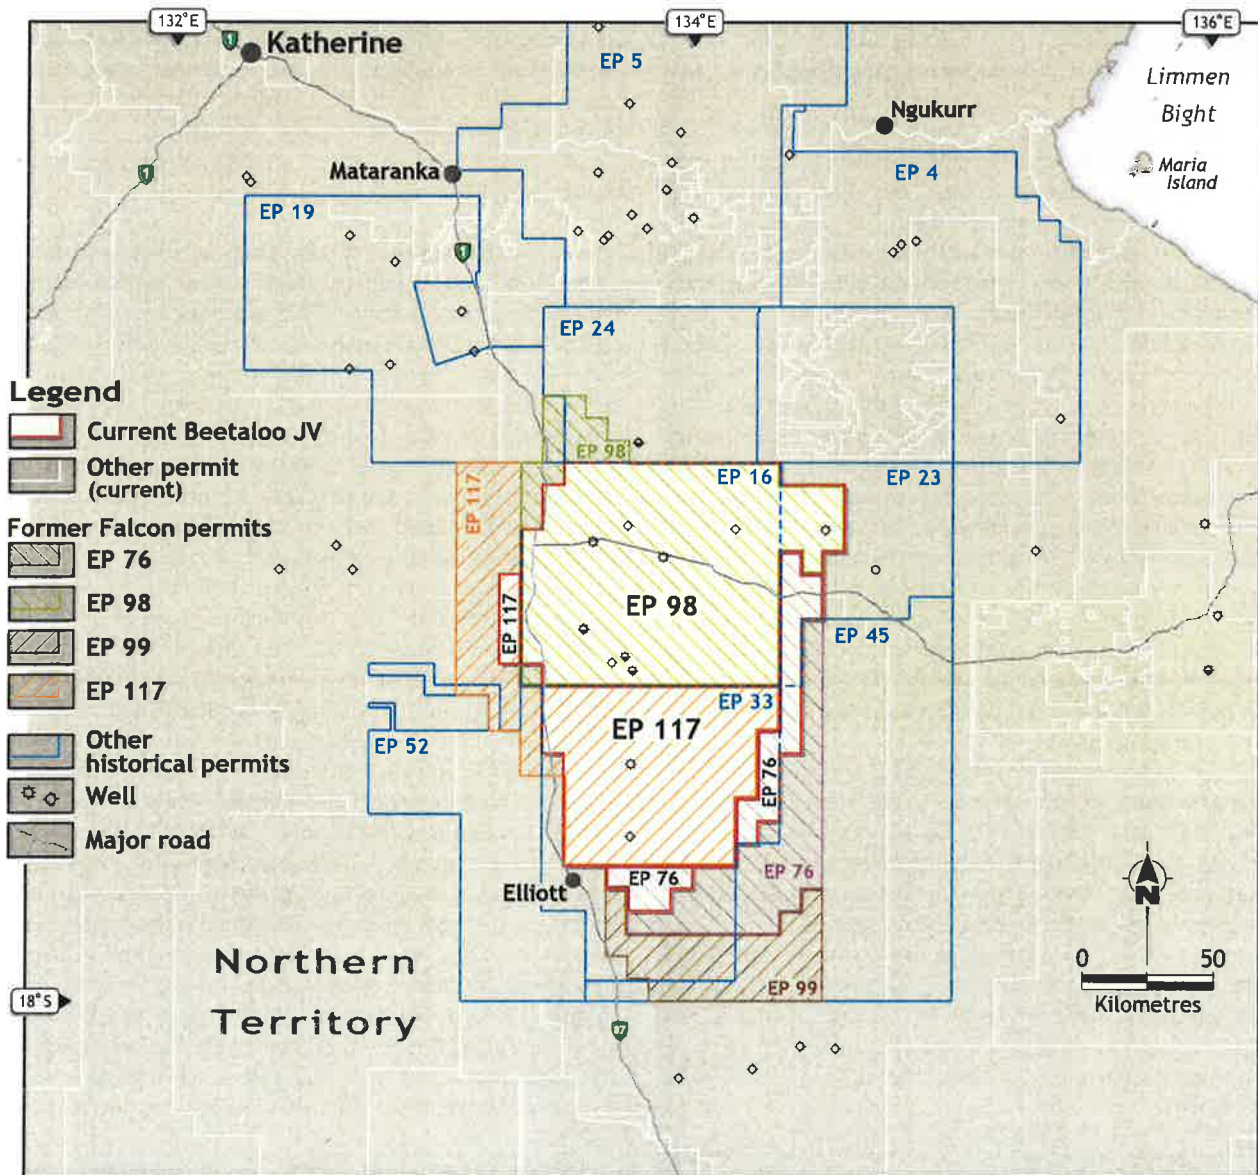 132°E
134°E
136°E
1
Katherine
EP 5
Limmen
Bight
Ngukurr
Maria
Island
1
Mataranka
EP 4
EP 19
1
EP 24
Legend
Current Beetaloo JV
Other permit
(current)
Former Falcon permits
EP 76
EP 98
EP 99
EP 117
Other
historical permits
Well
Major road
EP 98
EP 16
EP 23
EP 117
EP 98
EP 117
EP 45
EP 33
EP 117
EP 52
EP 76
EP 76
EP 76
Elliott
N
0
50
Kilometres
Northern
Territory
18°S
EP 99
87